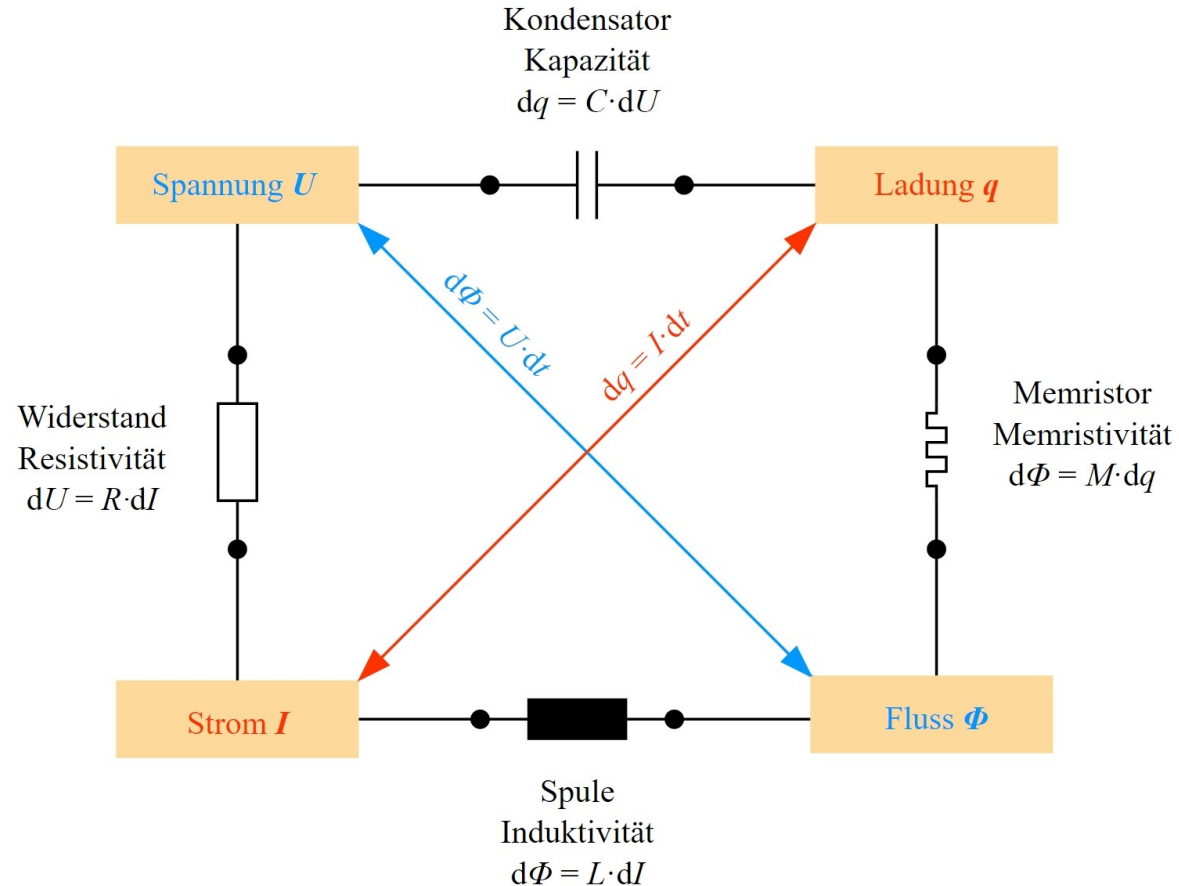 Kondensator
Kapazität
dq = C·dU
Spannung U
Ladung q
dΦ = U·dt
dq = I·dt
Widerstand
Resistivität
dU = R·dI
Memristor
Memristivität
dΦ = M·dq
Strom I
Fluss Φ
Spule
Induktivität
dΦ = L·dI